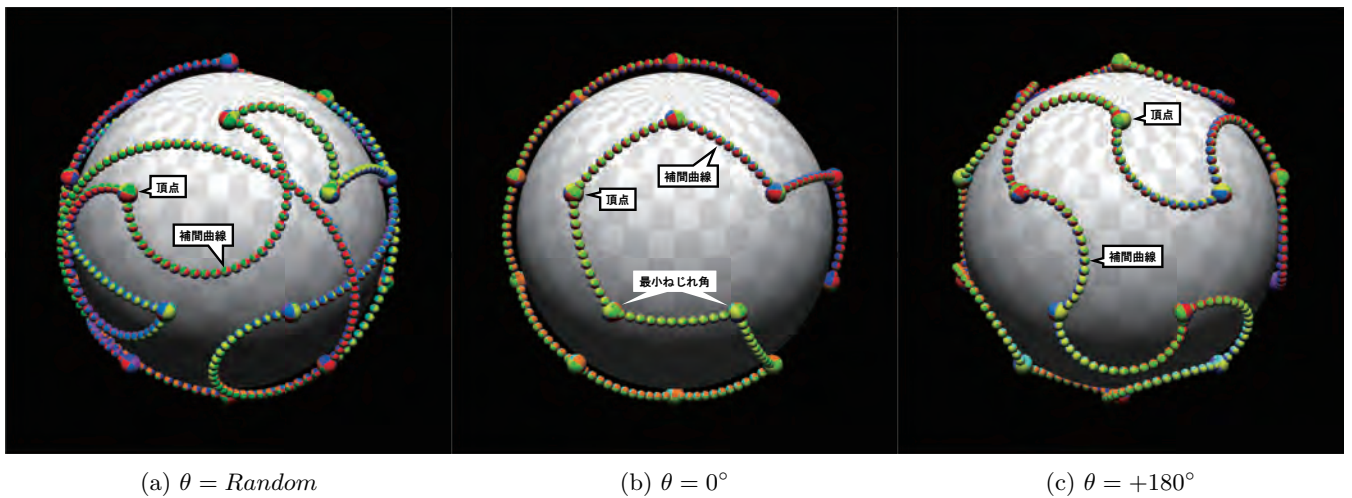 頂点
補間曲線
補間曲線
頂点
最小ねじれ角
頂点
補間曲線
(a) θ = Random
(b) θ = 0°
(c) θ = +180°